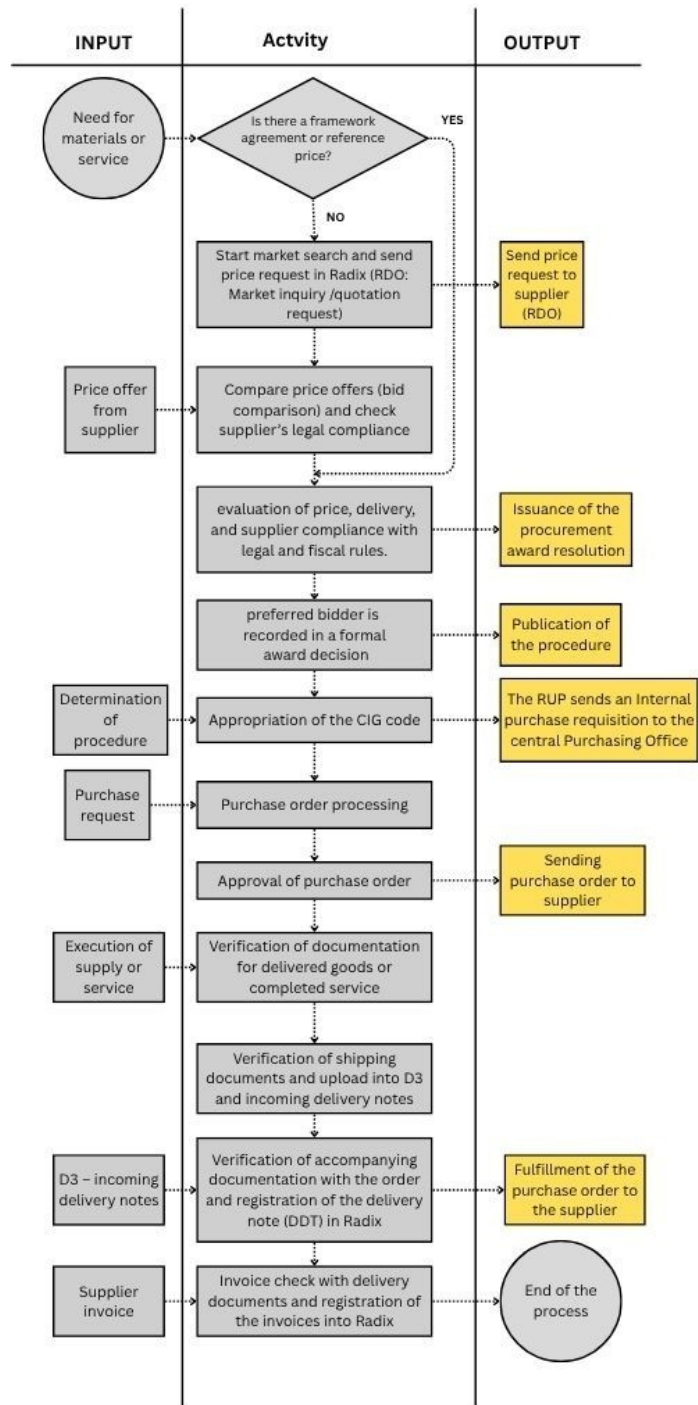 INPUT
Actvity
OUTPUT
Need for
materials or
service
Is there a framework
agreement or reference
price?
YES
NO
Start market search and send
price request in Radix (RDO:
Market inquiry /quotation
request)
Send price
request to
supplier
(RDO)
Price offer
from
supplier
Compare price offers (bid
comparison) and check
supplier's legal compliance
evaluation of price, delivery,
and supplier compliance with
legal and fiscal rules.
Issuance of the
procurement
award resolution
preferred bidder is
recorded in a formal
award decision
Publication of
the procedure
Determination
of
procedure
Appropriation of the CIG code
The RUP sends an Internal
purchase requisition to the
central Purchasing Office
Purchase
request
Purchase order processing
Approval of purchase order
Sending
purchase order to
supplier
Execution of
supply or
service
Verification of documentation
for delivered goods or
completed service
Verification of shipping
documents and upload into D3
and incoming delivery notes
D3 – incoming
delivery notes
Verification of accompanying
documentation with the order
and registration of the delivery
note (DDT) in Radix
Fulfillment of the
purchase order to
the supplier
Supplier
invoice
Invoice check with delivery
documents and registration of
the invoices into Radix
End of the
process